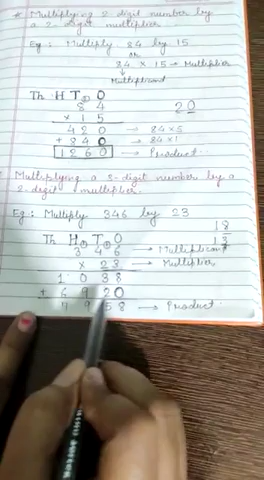 * Multiplying 2-digit number by
a 2-digit multiplier
Eg: Multiply 84 by 15
or
84 × 15 → Multiplier
↓
Multiplicand
Th H T O
8 4
× 1 5
4 2 0 → 84×5
+ 8 4 0 → 84×1
1 2 6 0 → Product
2 0
Multiplying a 3-digit number by a
2-digit multiplier.
Eg:- Multiply 346 by 23
Th H T O
3 4 6 → Multiplicand
× 2 3 → Multiplier
1 0 3 8
+ 6 9 2 0
7 9 5 8 → Product
1 8
1 3